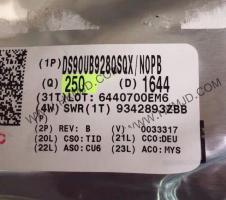 (1P)DS90UB928QSQX/NOPB
(Q) 250 (D) 1644
(31T)LOT: 6440700EM6
(4W) SWR(1T) 9342893ZBB
(2P) REV: B (V) 0033317
(20L) CSO:TID (21L) CCO:DEU
(22L) ASO:CU6 (23L) ACO:MYS